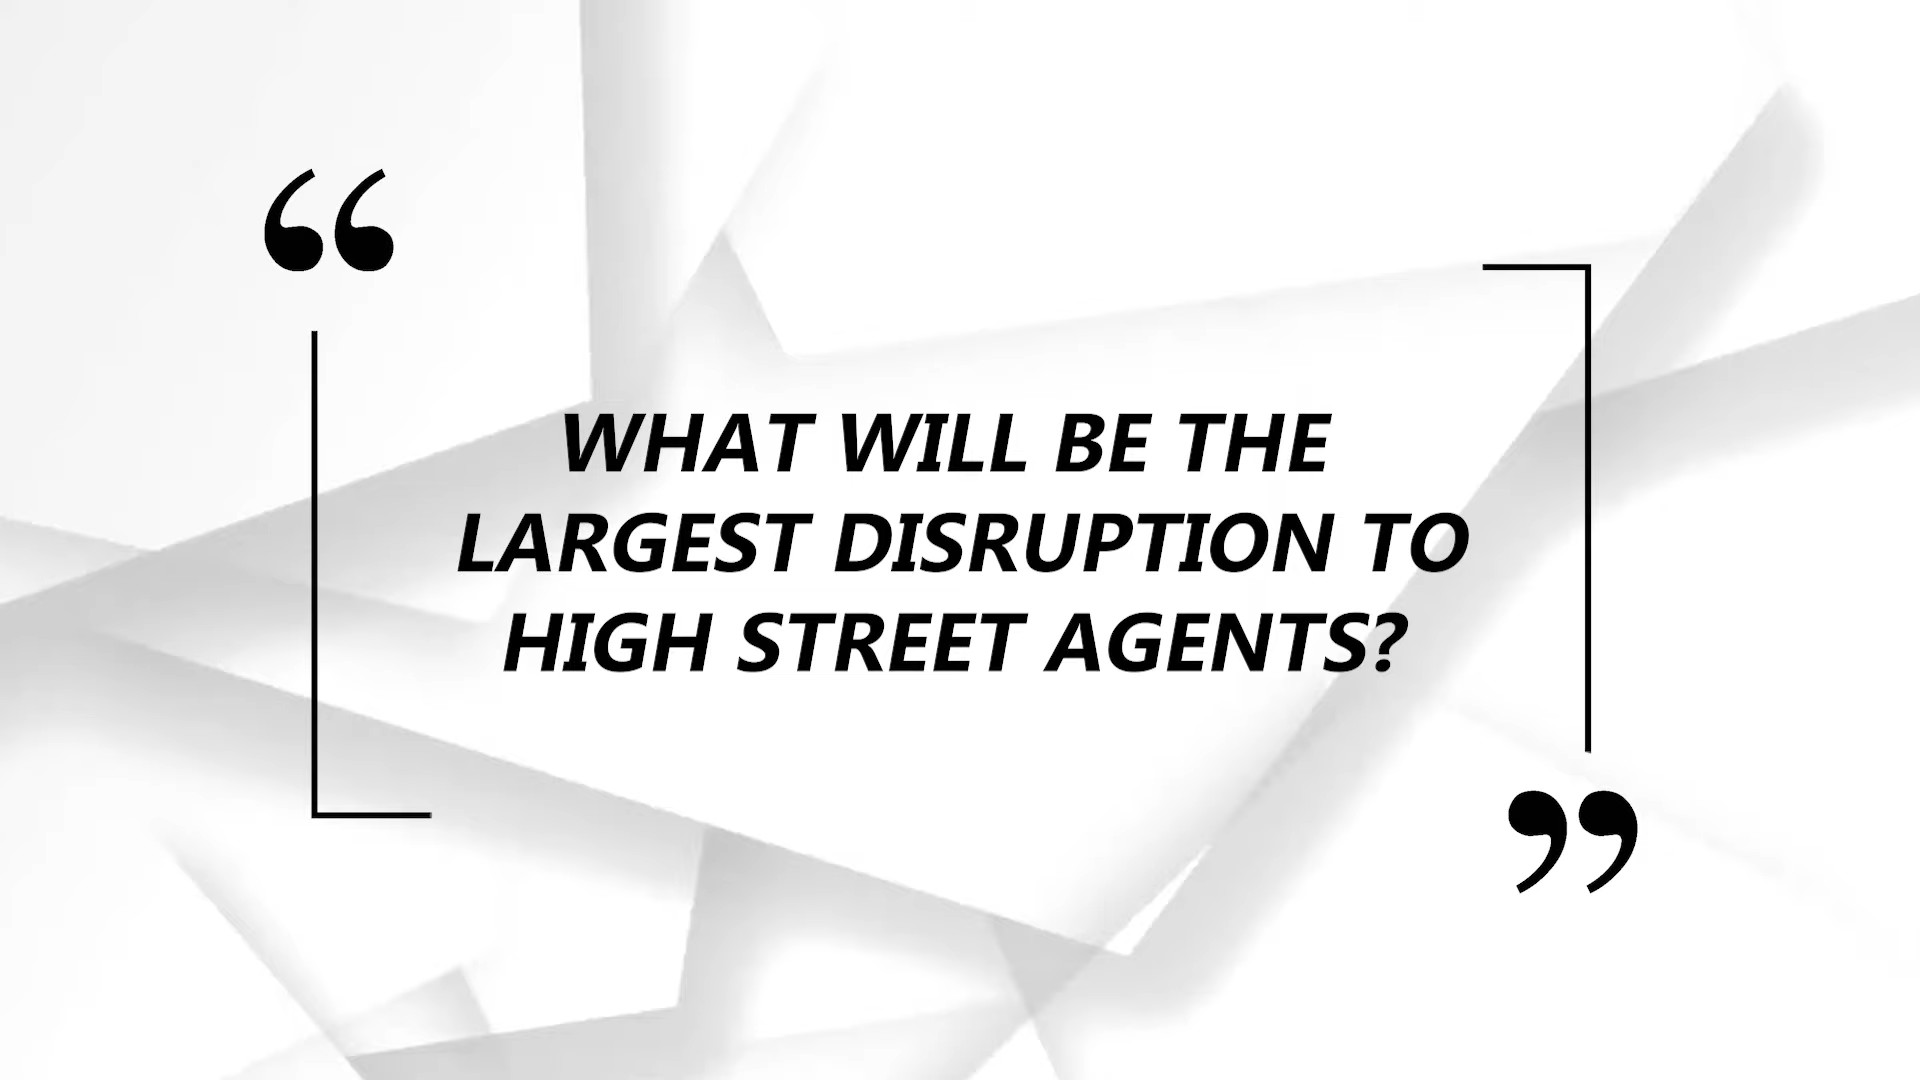 “
WHAT WILL BE THE
LARGEST DISRUPTION TO
HIGH STREET AGENTS?
”